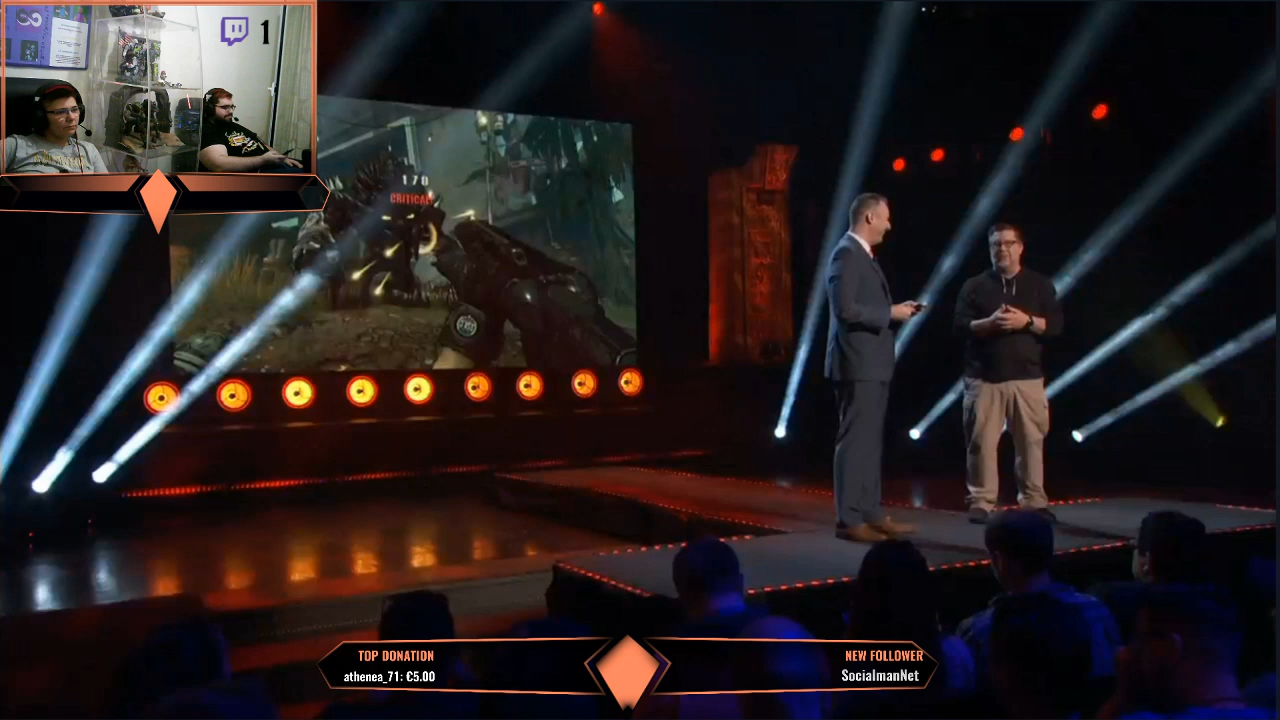 1
170
CRITICAL
TOP DONATION
athenea_71: €5.00
NEW FOLLOWER
SocialmanNet